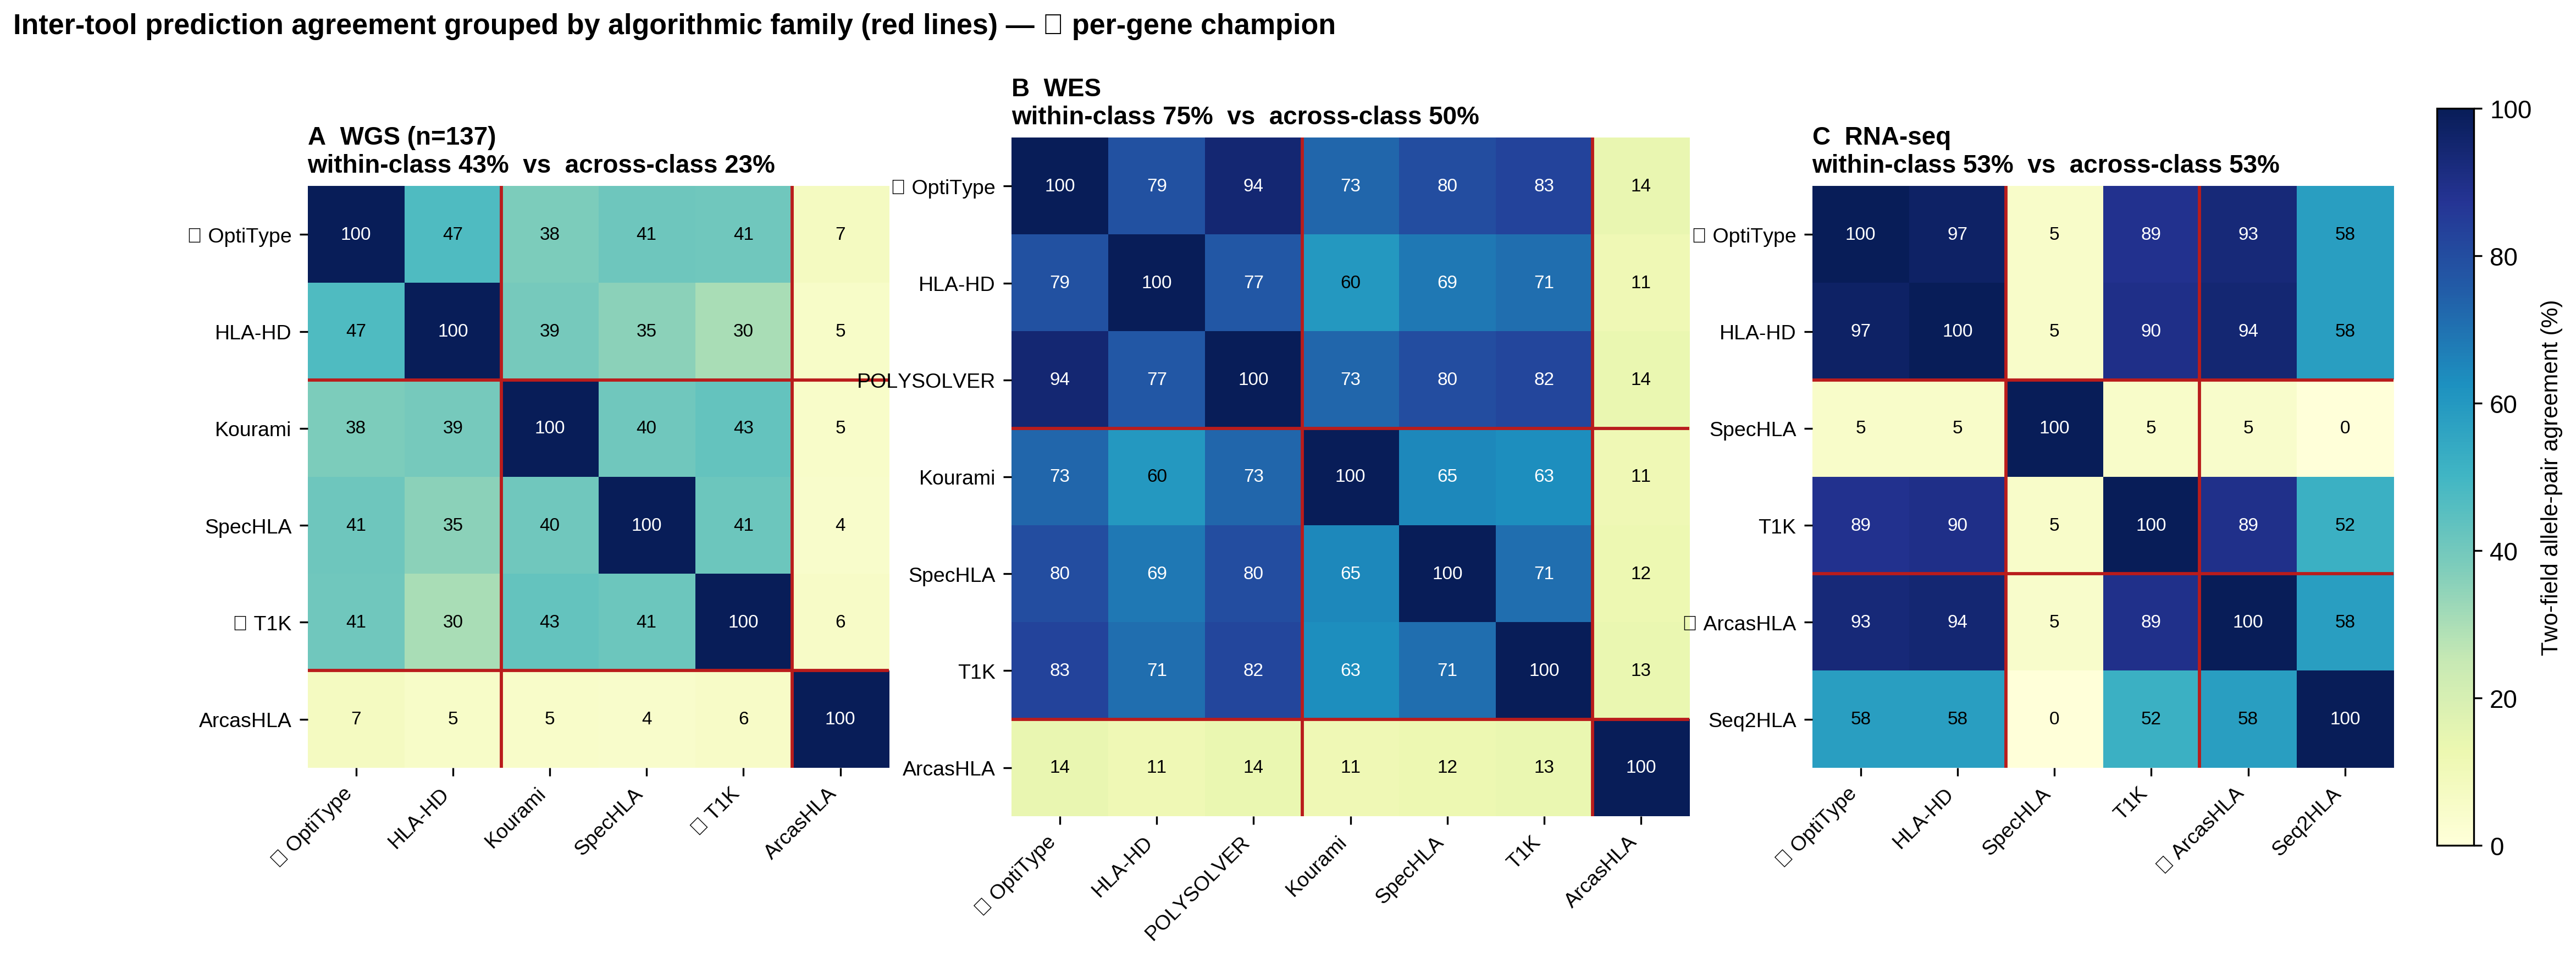 Inter-tool prediction agreement grouped by algorithmic family (red lines) — □ per-gene champion
A WGS (n=137)
within-class 43% vs across-class 23%
□ OptiType 100 47 38 41 41 7
HLA-HD 47 100 39 35 30 5
Kourami 38 39 100 40 43 5
SpecHLA 41 35 40 100 41 4
□ T1K 41 30 43 41 100 6
ArcasHLA 7 5 5 4 6 100
□ OptiType HLA-HD Kourami SpecHLA □ T1K ArcasHLA
B WES
within-class 75% vs across-class 50%
□ OptiType 100 79 94 73 80 83 14
HLA-HD 79 100 77 60 69 71 11
POLYSOLVER 94 77 100 73 80 82 14
Kourami 73 60 73 100 65 63 11
SpecHLA 80 69 80 65 100 71 12
T1K 83 71 82 63 71 100 13
ArcasHLA 14 11 14 11 12 13 100
□ OptiType HLA-HD POLYSOLVER Kourami SpecHLA T1K ArcasHLA
C RNA-seq
within-class 53% vs across-class 53%
□ OptiType 100 97 5 89 93 58
HLA-HD 97 100 5 90 94 58
SpecHLA 5 5 100 5 5 0
T1K 89 90 5 100 89 52
□ ArcasHLA 93 94 5 89 100 58
Seq2HLA 58 58 0 52 58 100
□ OptiType HLA-HD SpecHLA T1K □ ArcasHLA Seq2HLA
100
80
60
40
20
0
Two-field allele-pair agreement (%)